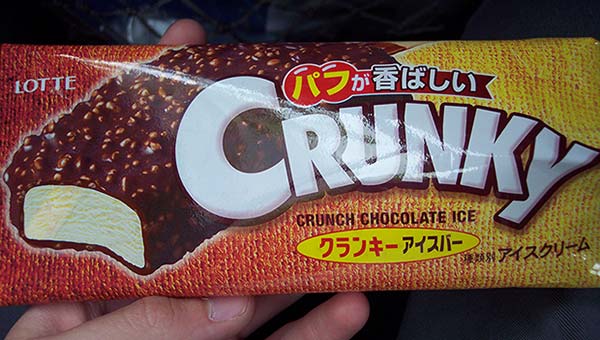 LOTTE
パフが香ばしい
CRUNKY
CRUNCH CHOCOLATE ICE
クランキーアイスバー
種類別 アイスクリーム